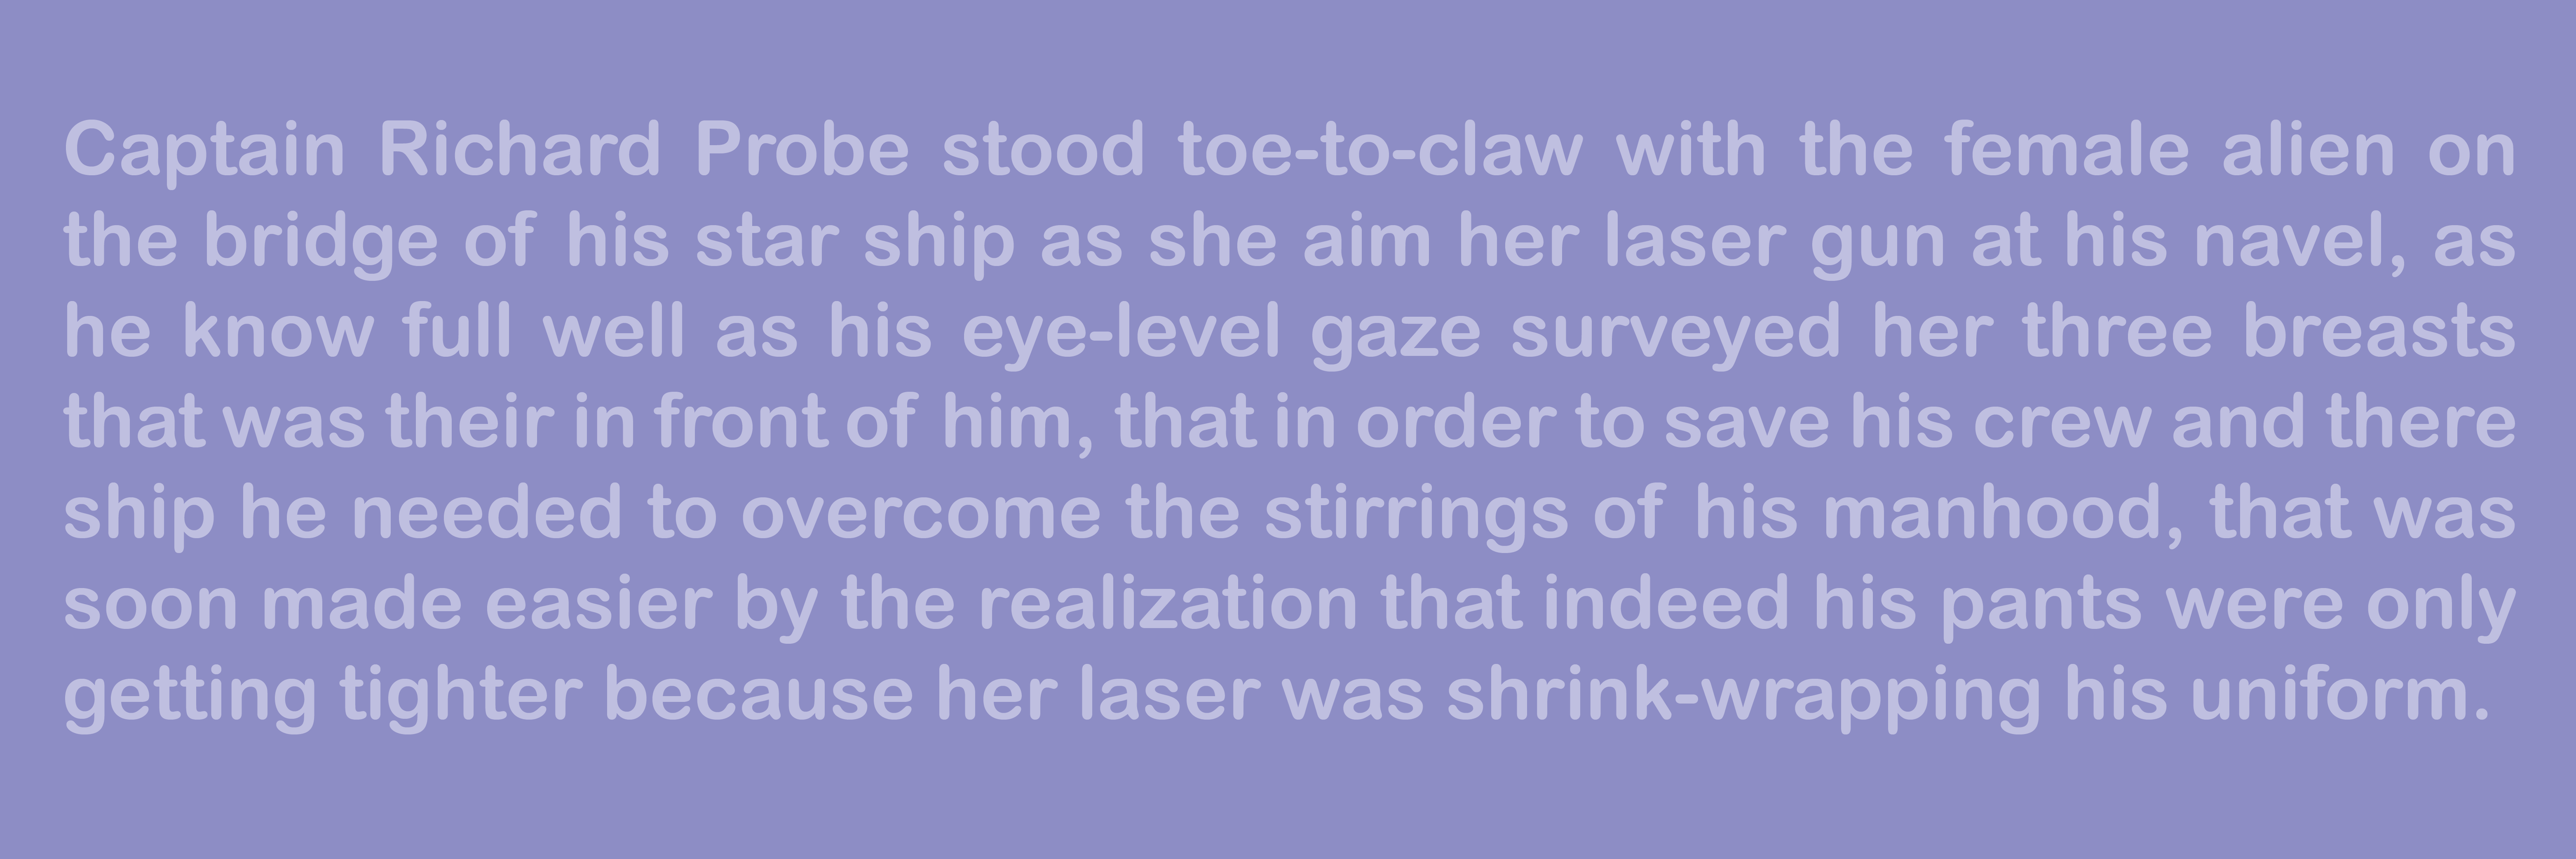 Captain Richard Probe stood toe-to-claw with the female alien on
the bridge of his star ship as she aim her laser gun at his navel, as
he know full well as his eye-level gaze surveyed her three breasts
that was their in front of him, that in order to save his crew and there
ship he needed to overcome the stirrings of his manhood, that was
soon made easier by the realization that indeed his pants were only
getting tighter because her laser was shrink-wrapping his uniform.